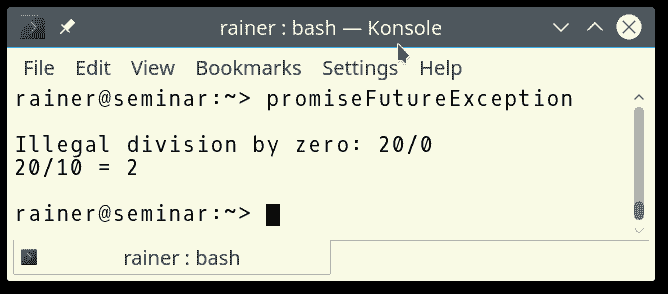 rainer : bash — Konsole
File Edit View Bookmarks Settings Help
rainer@seminar:~> promiseFutureException
Illegal division by zero: 20/0
20/10 = 2
rainer@seminar:~>
rainer : bash